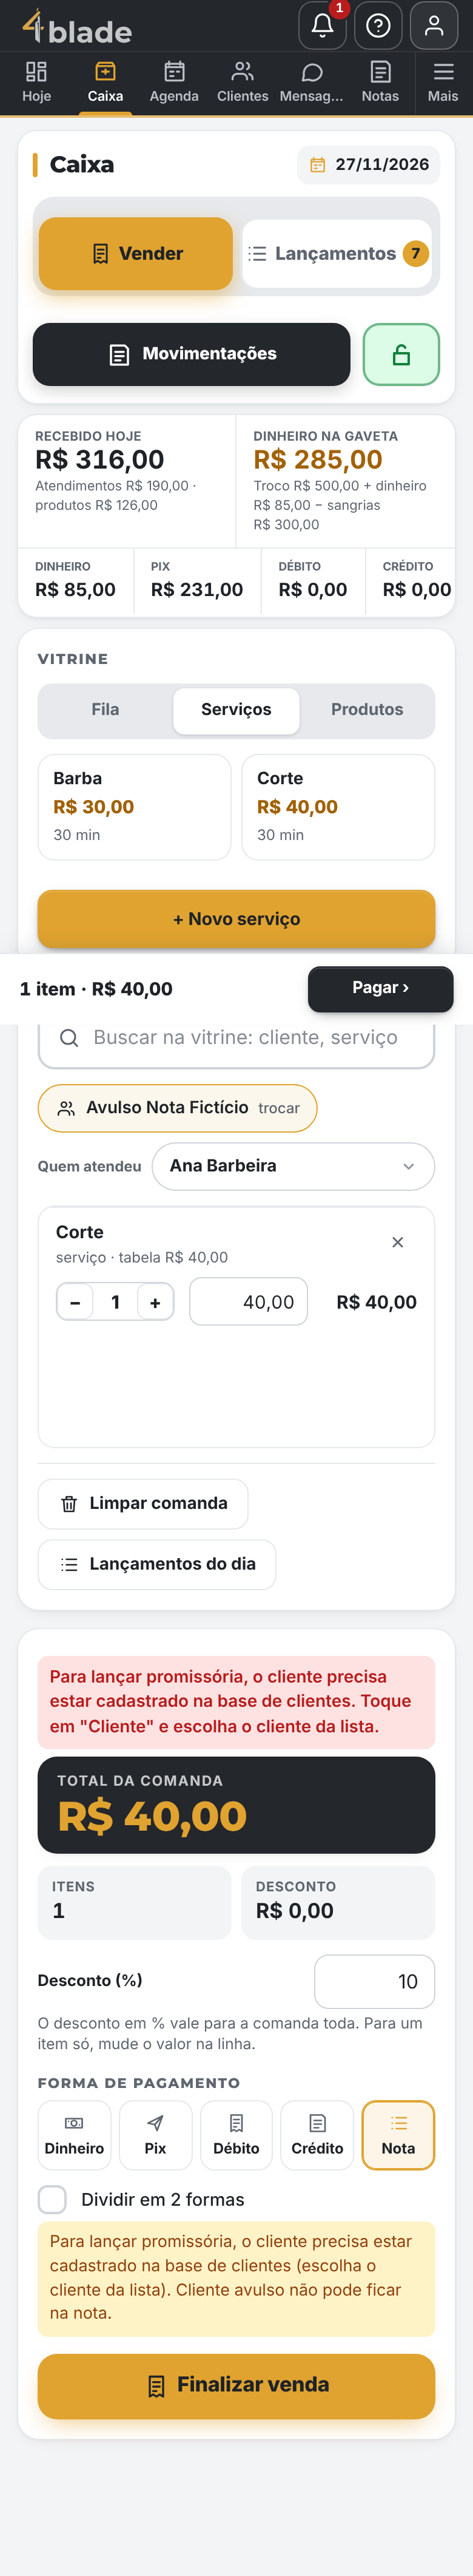 4blade
1
Hoje
Caixa
Agenda
Clientes
Mensag...
Notas
Mais
Caixa
27/11/2026
Vender
Lançamentos 7
Movimentações
RECEBIDO HOJE
R$ 316,00
Atendimentos R$ 190,00 ·
produtos R$ 126,00
DINHEIRO NA GAVETA
R$ 285,00
Troco R$ 500,00 + dinheiro
R$ 85,00 − sangrias
R$ 300,00
DINHEIRO
R$ 85,00
PIX
R$ 231,00
DÉBITO
R$ 0,00
CRÉDITO
R$ 0,00
VITRINE
Fila
Serviços
Produtos
Barba
R$ 30,00
30 min
Corte
R$ 40,00
30 min
+ Novo serviço
1 item · R$ 40,00
Pagar ›
Buscar na vitrine: cliente, serviço
Avulso Nota Fictício trocar
Quem atendeu
Ana Barbeira
Corte
serviço · tabela R$ 40,00
×
− 1 +
40,00
R$ 40,00
Limpar comanda
Lançamentos do dia
Para lançar promissória, o cliente precisa
estar cadastrado na base de clientes. Toque
em "Cliente" e escolha o cliente da lista.
TOTAL DA COMANDA
R$ 40,00
ITENS
1
DESCONTO
R$ 0,00
Desconto (%)
10
O desconto em % vale para a comanda toda. Para um
item só, mude o valor na linha.
FORMA DE PAGAMENTO
Dinheiro
Pix
Débito
Crédito
Nota
Dividir em 2 formas
Para lançar promissória, o cliente precisa estar
cadastrado na base de clientes (escolha o
cliente da lista). Cliente avulso não pode ficar
na nota.
Finalizar venda